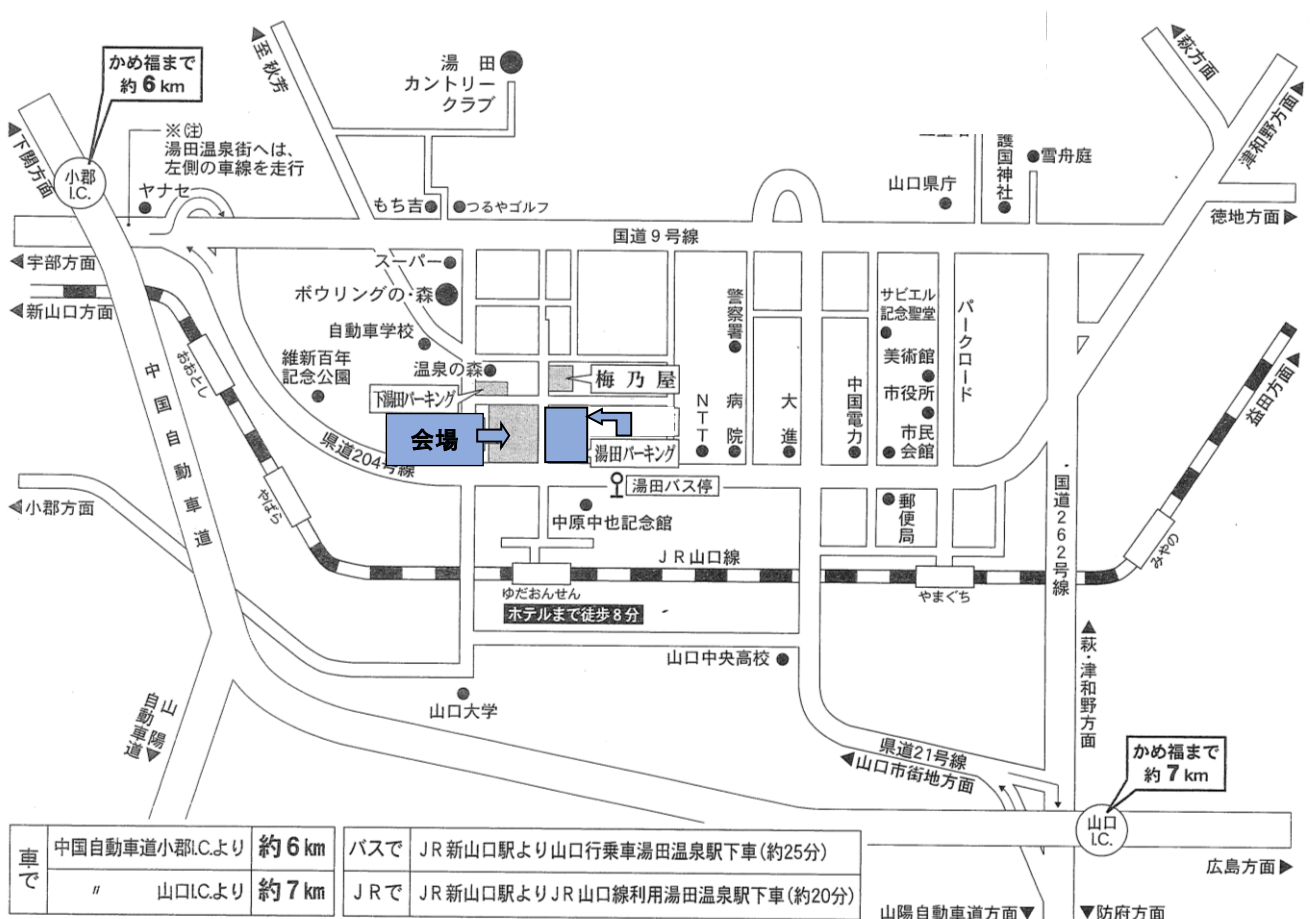 かめ福まで
約6km
▲至 秋芳
湯田
カントリー
クラブ
▲萩方面
津和野方面▶
※(注)
湯田温泉街へは、
左側の車線を走行
▲下関方面
小郡
I.C.
ヤナセ
もち吉
つるやゴルフ
山口県庁
護国神社
雪舟庭
徳地方面▶
国道9号線
◀宇部方面
◀新山口方面
スーパー
ボウリングの・森
自動車学校
維新百年
記念公園
温泉の森
下湯田パーキング
梅乃屋
会場
湯田パーキング
警察署
サビエル
記念聖堂
パークロード
美術館
市役所
市民
会館
中国電力
大進
病院
NTT
益田方面▶
おおとし
中国自動車道
県道204号線
湯田バス停
中原中也記念館
郵便局
国道262号線
◀小郡方面
やばら
JR山口線
ゆだおんせん
ホテルまで徒歩8分
やまぐち
みやの
山口中央高校
山口大学
山陽
自動車道▶
▲萩・津和野方面
県道21号線
◀山口市街地方面
かめ福まで
約7km
山口
I.C.
広島方面▶
山陽自動車道方面▼
▼防府方面
車で
中国自動車道小郡I.C.より 約6km
〃 山口I.C.より 約7km
バスで JR新山口駅より山口行乗車湯田温泉駅下車(約25分)
JRで JR新山口駅よりJR山口線利用湯田温泉駅下車(約20分)